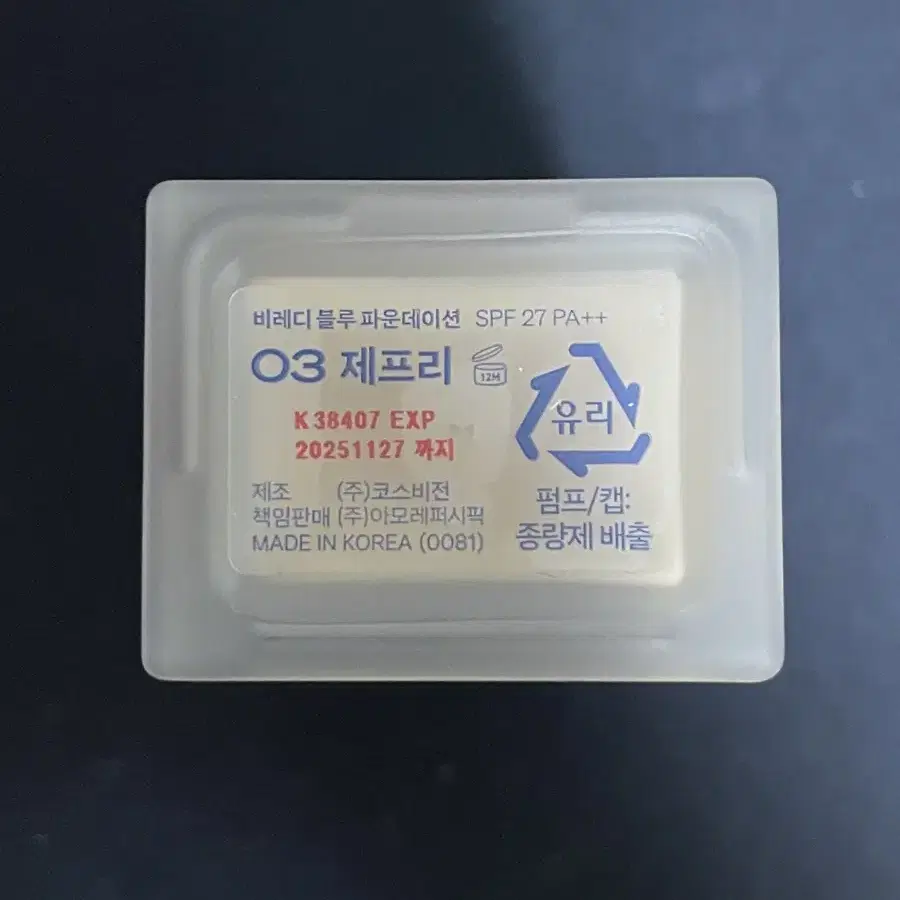 비레디 블루 파운데이션 SPF 27 PA++
03 제프리
12M
K38407 EXP
20251127 까지
제조 (주)코스비전
책임판매 (주)아모레퍼시픽
MADE IN KOREA (0081)
유리
펌프/캡:
종량제 배출